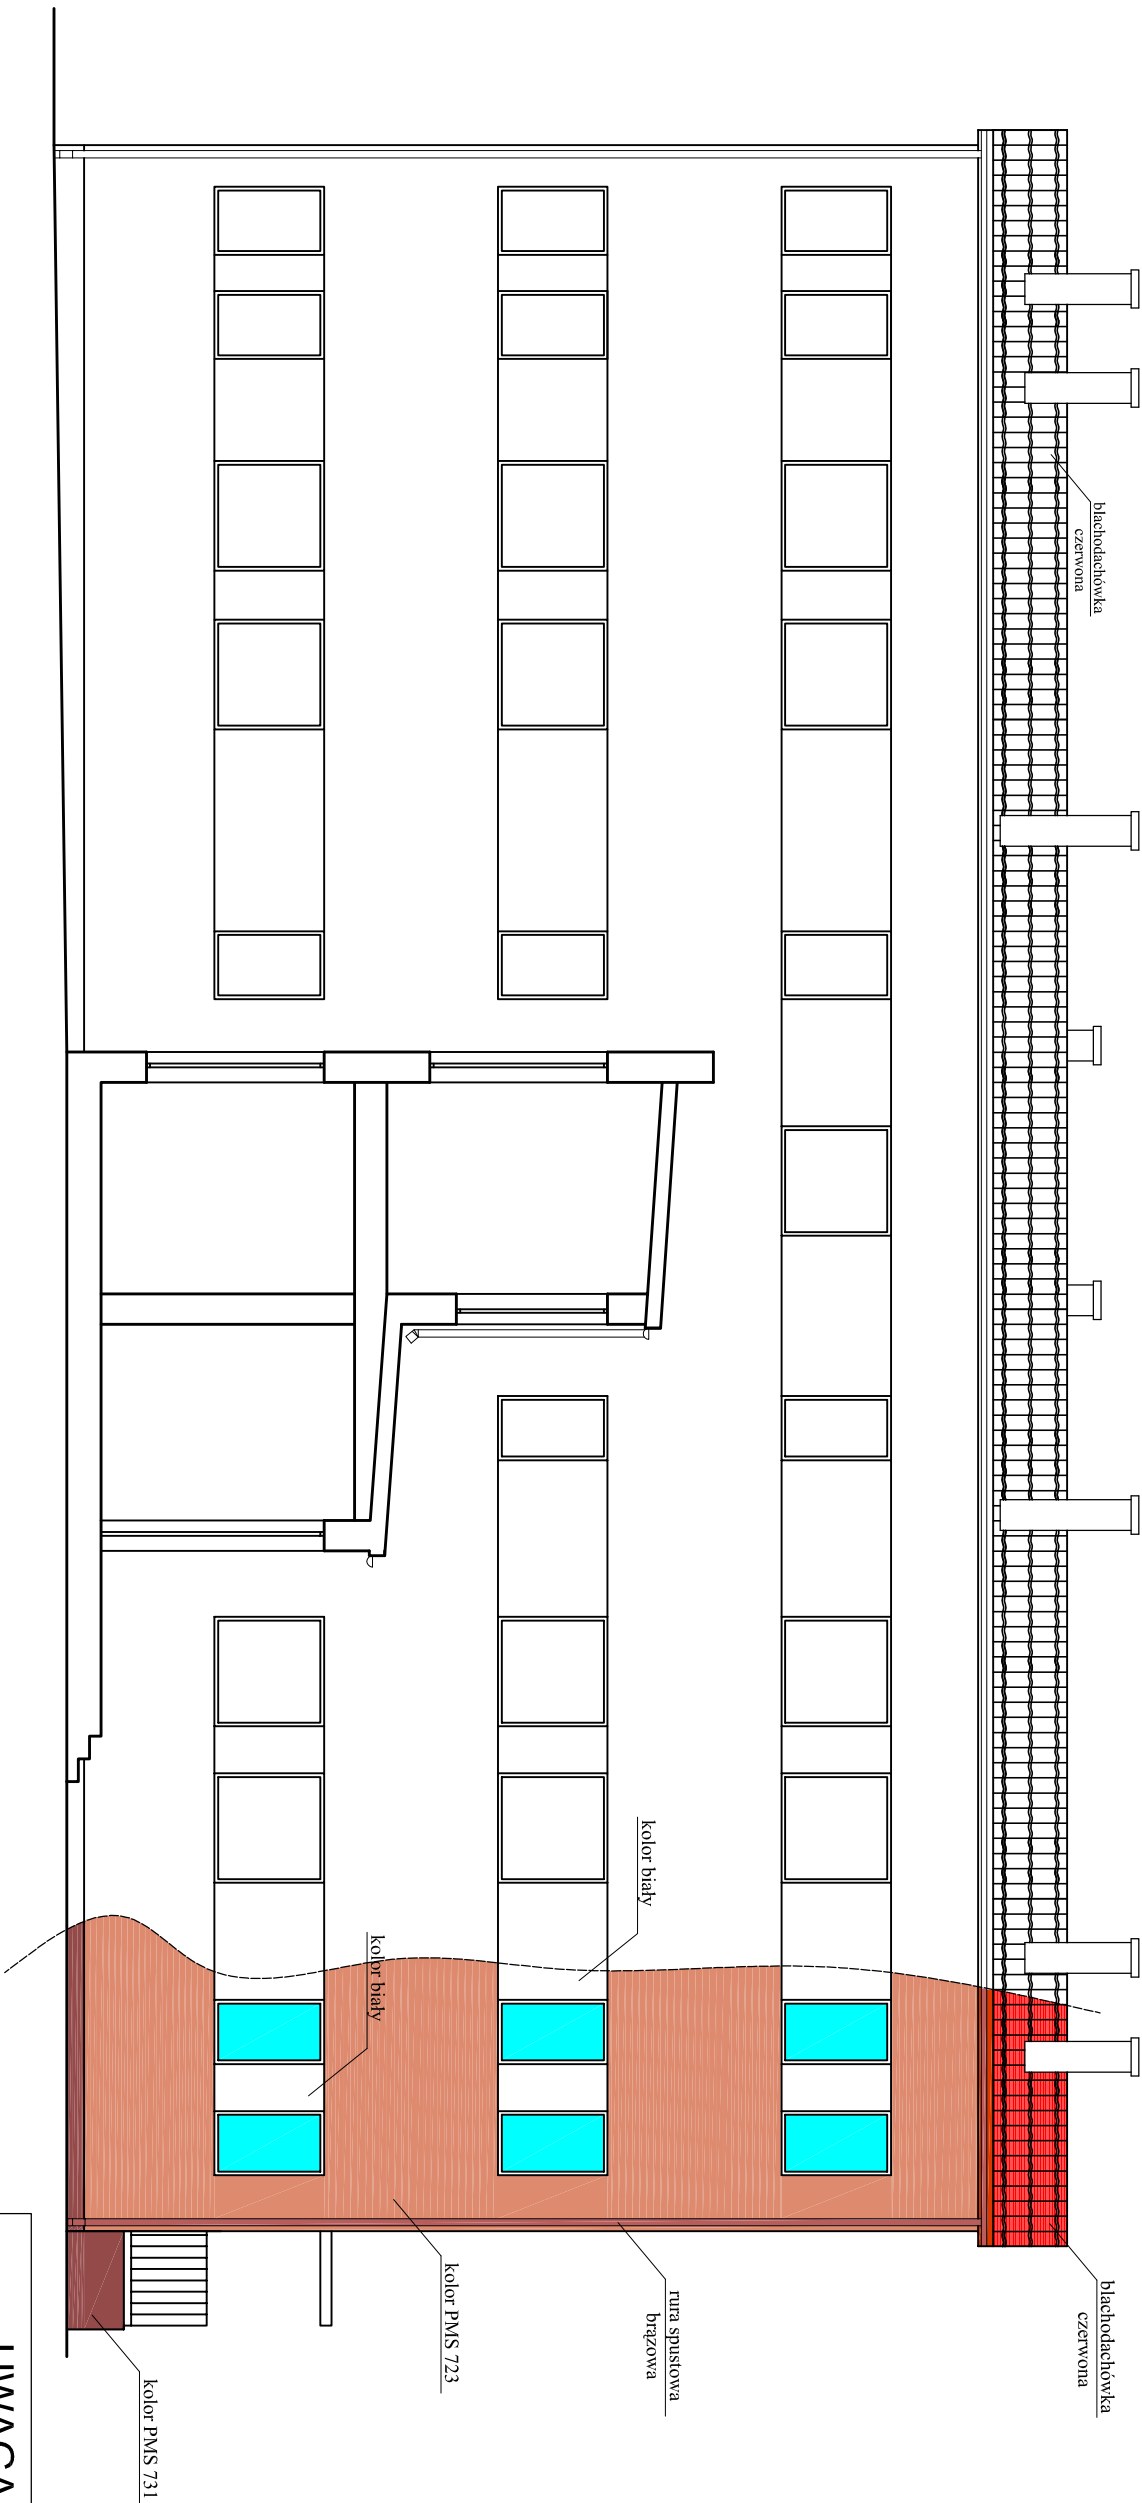 blachodachówka
czerwona
kolor biały
kolor biały
blachodachówka
czerwona
rura spustowa
brązowa
kolor PMS 723
kolor PMS 731